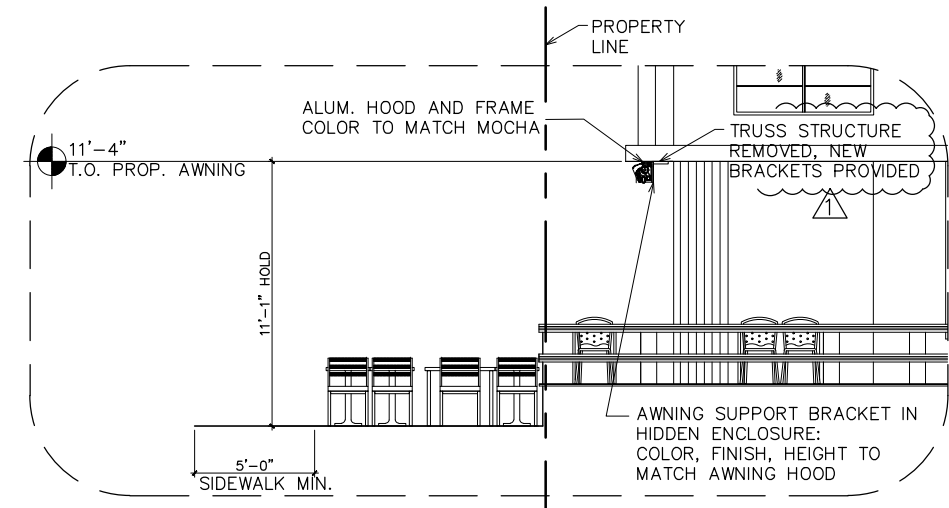 PROPERTY
LINE
ALUM. HOOD AND FRAME
COLOR TO MATCH MOCHA
TRUSS STRUCTURE
REMOVED, NEW
BRACKETS PROVIDED
1
11'-4"
T.O. PROP. AWNING
11'-1" HOLD
AWNING SUPPORT BRACKET IN
HIDDEN ENCLOSURE:
COLOR, FINISH, HEIGHT TO
MATCH AWNING HOOD
5'-0"
SIDEWALK MIN.